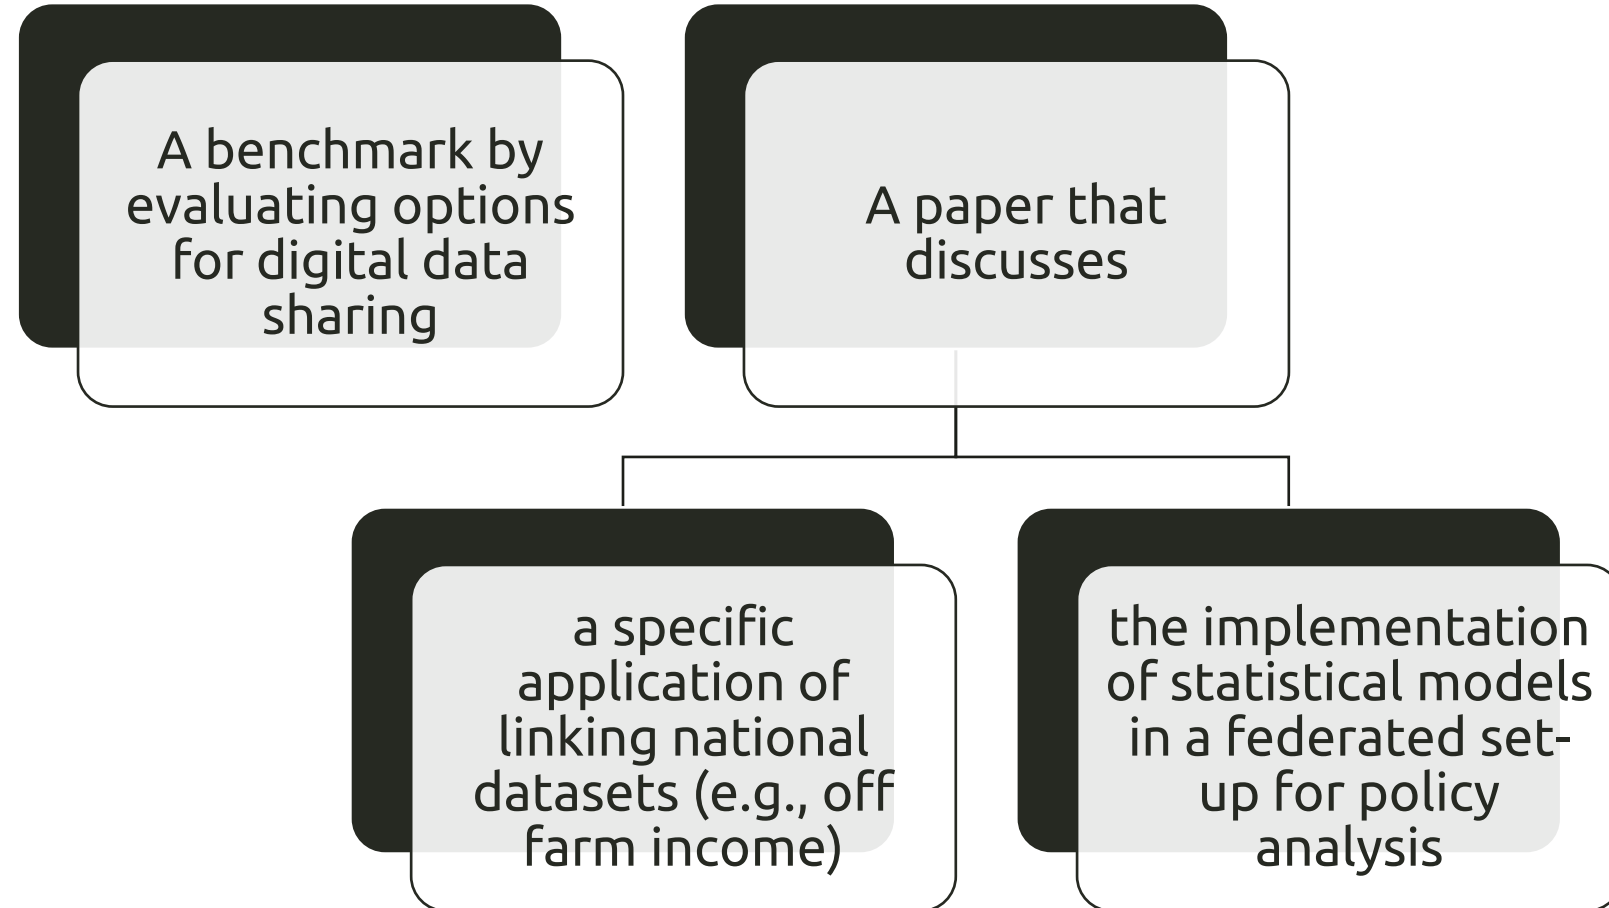 A benchmark by
evaluating options
for digital data
sharing
A paper that
discusses
a specific
application of
linking national
datasets (e.g., off
farm income)
the implementation
of statistical models
in a federated set-
up for policy
analysis